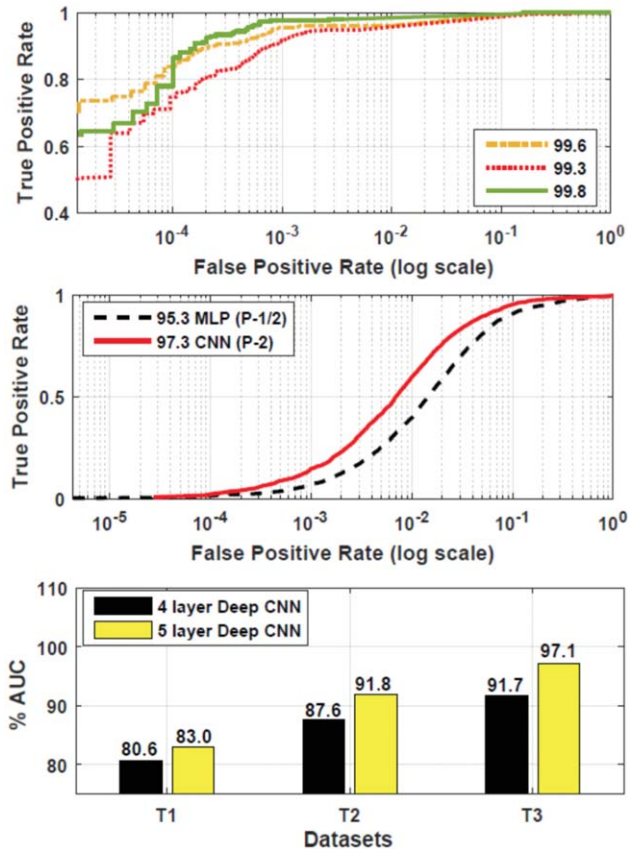 1
0.8
0.6
0.4
True Positive Rate
99.6
99.3
99.8
10-4 10-3 10-2 10-1 100
False Positive Rate (log scale)
1
0.5
0
True Positive Rate
95.3 MLP (P-1/2)
97.3 CNN (P-2)
10-5 10-4 10-3 10-2 10-1 100
False Positive Rate (log scale)
110
100
90
80
% AUC
4 layer Deep CNN
5 layer Deep CNN
80.6 83.0 87.6 91.8 91.7 97.1
T1 T2 T3
Datasets